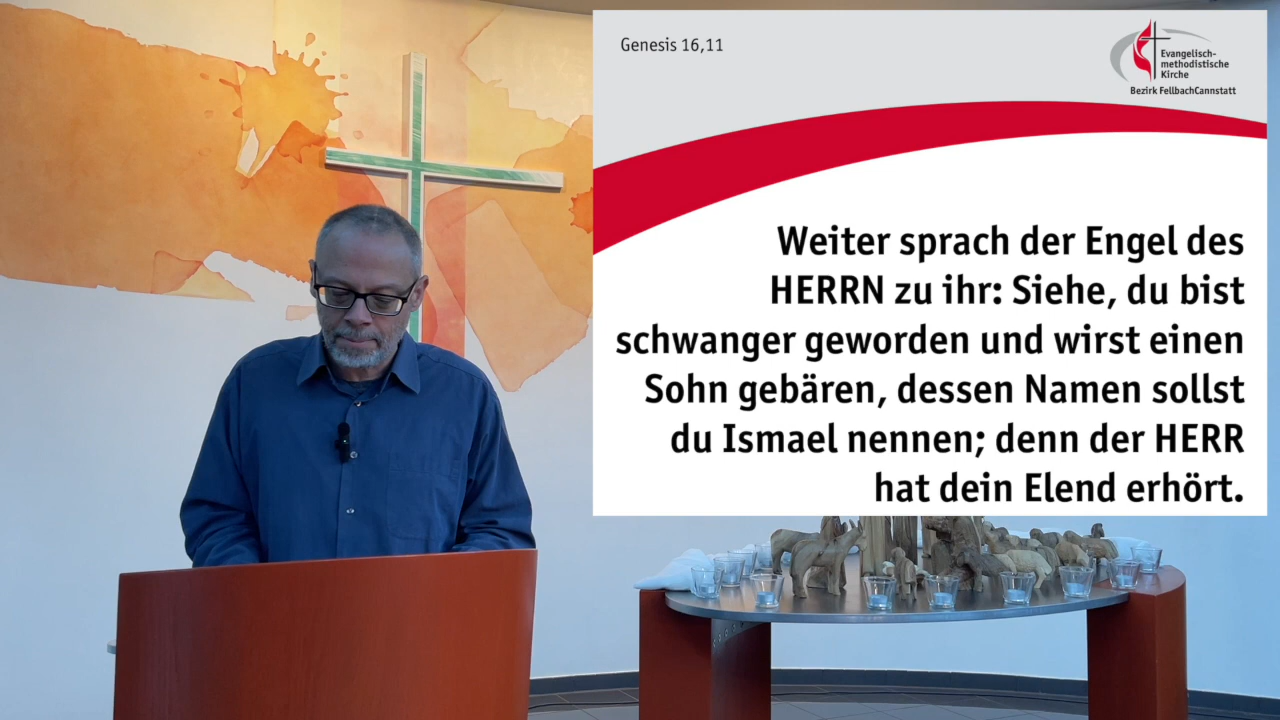 Genesis 16,11
Evangelisch-
methodistische
Kirche
Bezirk FellbachCannstatt
Weiter sprach der Engel des
HERRN zu ihr: Siehe, du bist
schwanger geworden und wirst einen
Sohn gebären, dessen Namen sollst
du Ismael nennen; denn der HERR
hat dein Elend erhört.